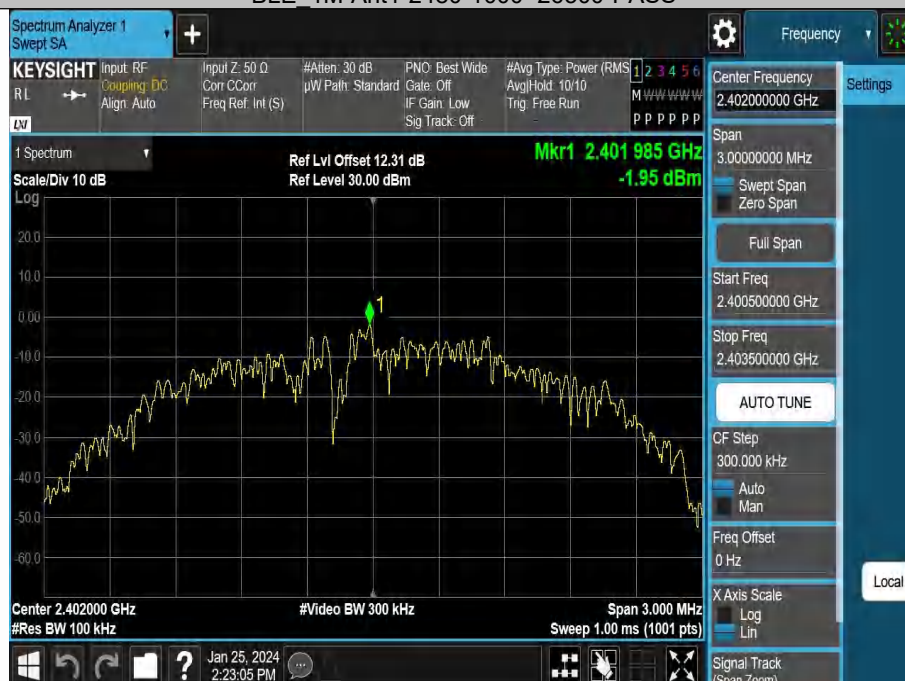 Spectrum Analyzer 1
Swept SA
Frequency
KEYSIGHT
Input: RF
Input Z: 50 Ω
#Atten: 30 dB
PNO: Best Wide
#Avg Type: Power (RMS
1 2 3 4 5 6
RL
Coupling: DC
Corr CCorr
µW Path: Standard
Gate: Off
Avg|Hold: 10/10
M W W W W W
Align: Auto
Freq Ref: Int (S)
IF Gain: Low
Trig: Free Run
LXI
Sig Track: Off
P P P P P P
Center Frequency
2.402000000 GHz
Settings
1 Spectrum
Ref Lvl Offset 12.31 dB
Mkr1 2.401 985 GHz
Scale/Div 10 dB
Ref Level 30.00 dBm
-1.95 dBm
Log
20.0
10.0
0.00
-10.0
-20.0
-30.0
-40.0
-50.0
-60.0
1
Center 2.402000 GHz
#Video BW 300 kHz
Span 3.000 MHz
#Res BW 100 kHz
Sweep 1.00 ms (1001 pts)
Span
3.00000000 MHz
Swept Span
Zero Span
Full Span
Start Freq
2.400500000 GHz
Stop Freq
2.403500000 GHz
AUTO TUNE
CF Step
300.000 kHz
Auto
Man
Freq Offset
0 Hz
Local
X Axis Scale
Log
Lin
Signal Track
(Span Zoom)
Jan 25, 2024
2:23:05 PM